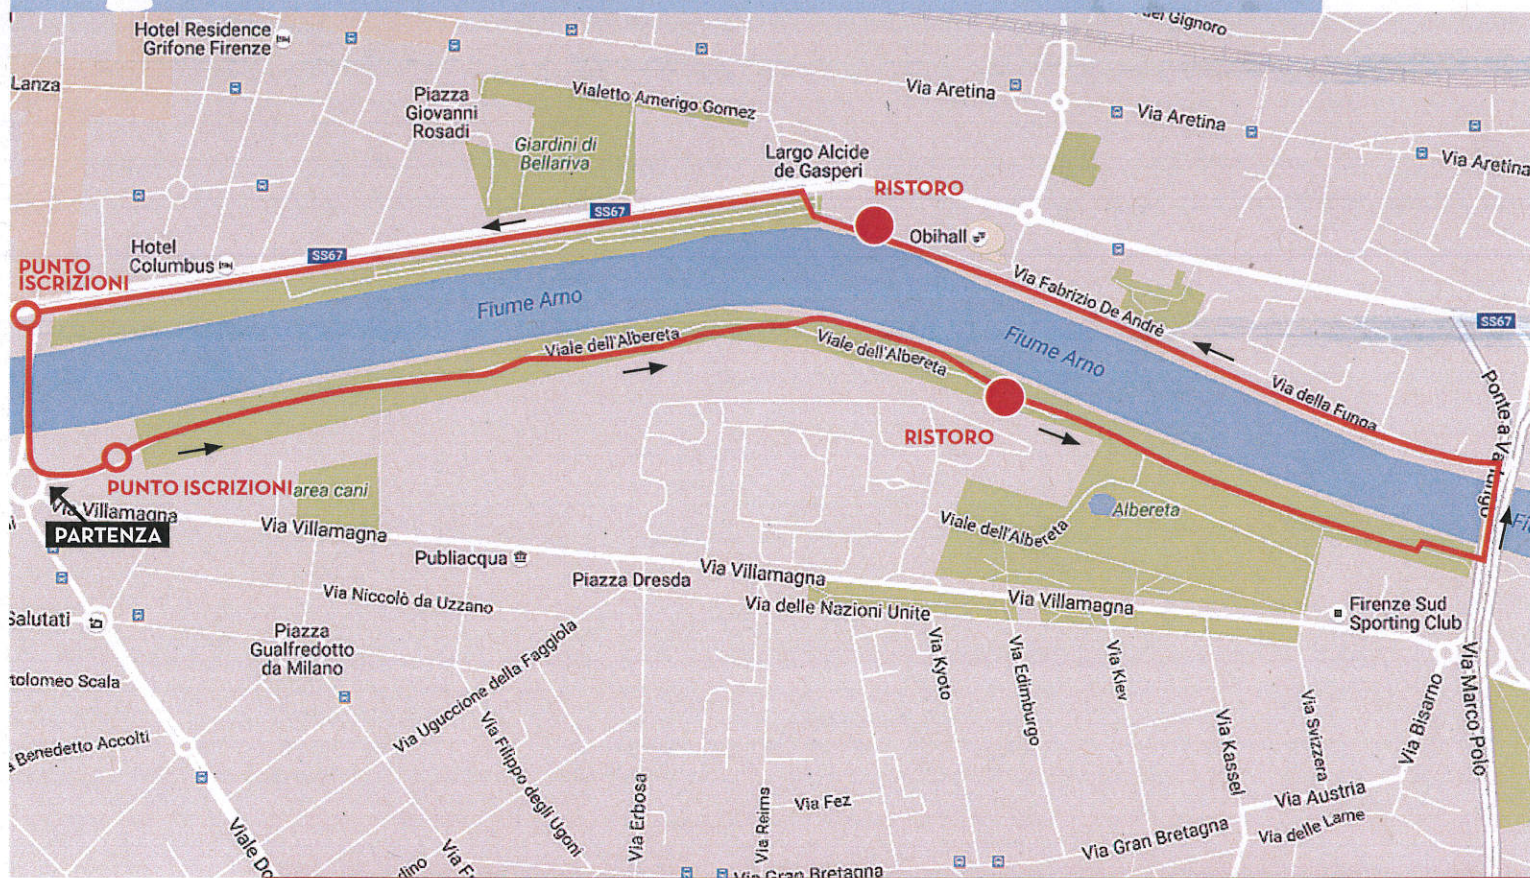 del Gignoro
Hotel Residence
Grifone Firenze
Lanza
Piazza
Giovanni
Rosadi
Vialetto Amerigo Gomez
Via Aretina
Via Aretina
Via Aretina
Giardini di
Bellariva
Largo Alcide
de Gasperi
RISTORO
SS67
Obihall
Hotel
Columbus
SS67
PUNTO
ISCRIZIONI
Via Fabrizio De Andrè
Fiume Arno
SS67
Viale dell'Albereta
Viale dell'Albereta
Fiume Arno
Via della Funga
Ponte a Varlungo
RISTORO
PUNTO ISCRIZIONI
area cani
Via Villamagna
PARTENZA
Via Villamagna
Albereta
Viale dell'Albereta
Publiacqua
Piazza Dresda
Via Villamagna
Via Niccolò da Uzzano
Via delle Nazioni Unite
Via Villamagna
Firenze Sud
Sporting Club
Salutati
Piazza
Gualfredotto
da Milano
Via Uguccione della Faggiola
Via Kyoto
Via Edimburgo
Via Kiev
Via Kassel
Via Svizzera
Via Bisarno
Via Marco Polo
tolomeo Scala
Benedetto Accolti
Via Filippo degli Ugoni
Via Erbosa
Via Reims
Via Fez
Via Austria
Via delle Lame
Via Gran Bretagna
Viale Do
dino
Via F
Via Gran Bretagna